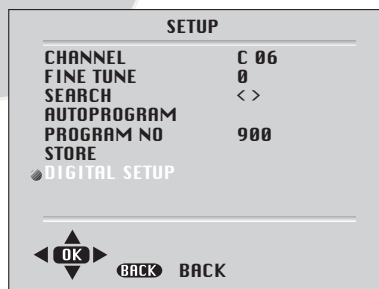 SETUP
CHANNEL C 06
FINE TUNE 0
SEARCH < >
AUTOPROGRAM
PROGRAM NO 900
STORE
DIGITAL SETUP
OK
BACK BACK